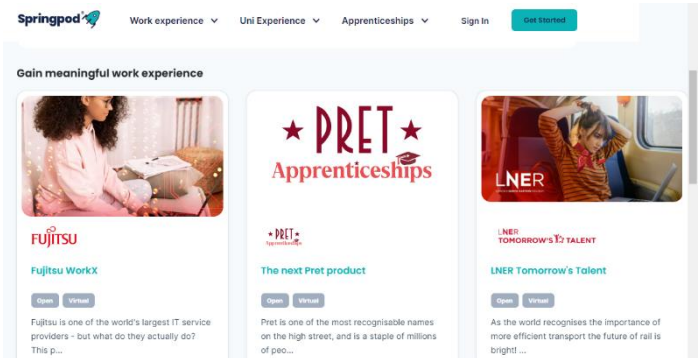 Springpod
Work experience
Uni Experience
Apprenticeships
Sign In
Get Started
Gain meaningful work experience
FUJITSU
Fujitsu WorkX
Open Virtual
Fujitsu is one of the world's largest IT service
providers - but what do they actually do?
This p...
PRET
Apprenticeships
PRET
Apprenticeships
The next Pret product
Open Virtual
Pret is one of the most recognisable names
on the high street, and is a staple of millions
of peo...
LNER
LNER
TOMORROW'S TALENT
LNER Tomorrow's Talent
Open Virtual
As the world recognises the importance of
more efficient transport the future of rail is
bright! ...